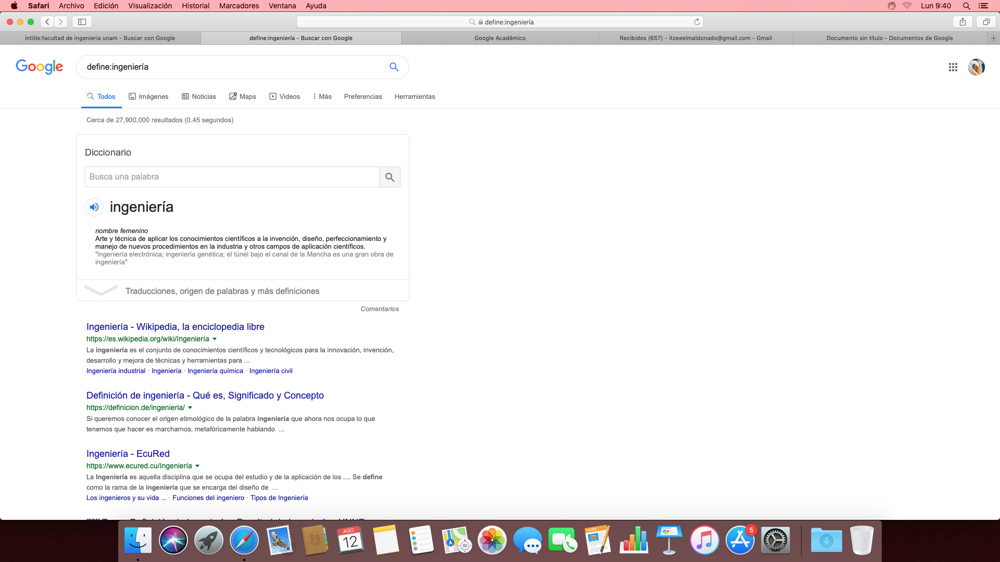 Safari Archivo Edición Visualización Historial Marcadores Ventana Ayuda Lun 9:40
define:ingeniería
intitle:facultad de ingenieria unam - Buscar con Google define:ingeniería - Buscar con Google Google Académico Recibidos (657) - itzeeelmaldonado@gmail.com - Gmail Documento sin título - Documentos de Google
Google define:ingeniería
Todos Imágenes Noticias Maps Videos Más Preferencias Herramientas
Cerca de 27,900,000 resultados (0.45 segundos)
Diccionario
Busca una palabra
ingeniería
nombre femenino
Arte y técnica de aplicar los conocimientos científicos a la invención, diseño, perfeccionamiento y
manejo de nuevos procedimientos en la industria y otros campos de aplicación científicos.
"ingeniería electrónica; ingeniería genética; el túnel bajo el canal de la Mancha es una gran obra de
ingeniería"
Traducciones, origen de palabras y más definiciones
Comentarios
Ingeniería - Wikipedia, la enciclopedia libre
https://es.wikipedia.org/wiki/Ingeniería
La ingeniería es el conjunto de conocimientos científicos y tecnológicos para la innovación, invención,
desarrollo y mejora de técnicas y herramientas para ...
Ingeniería industrial · Ingeniería · Ingeniería química · Ingeniería civil
Definición de ingeniería - Qué es, Significado y Concepto
https://definicion.de/ingenieria/
Si queremos conocer el origen etimológico de la palabra ingeniería que ahora nos ocupa lo que
tenemos que hacer es marcharnos, metafóricamente hablando ...
Ingeniería - EcuRed
https://www.ecured.cu/Ingeniería
La Ingeniería es aquella disciplina que se ocupa del estudio y de la aplicación de los .... Se define
como la rama de la ingeniería que se encarga del diseño de ...
Los ingenieros y su vida ... · Funciones del ingeniero · Tipos de Ingeniería
AGO
12
PAGES
3D
5